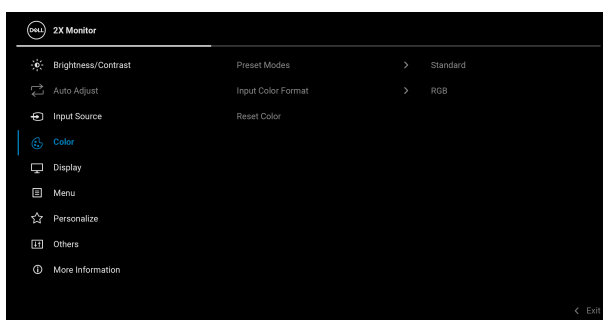 DELL 2X Monitor
Brightness/Contrast Preset Modes > Standard
Auto Adjust Input Color Format > RGB
Input Source Reset Color
Color
Display
Menu
Personalize
Others
More Information
< Exit